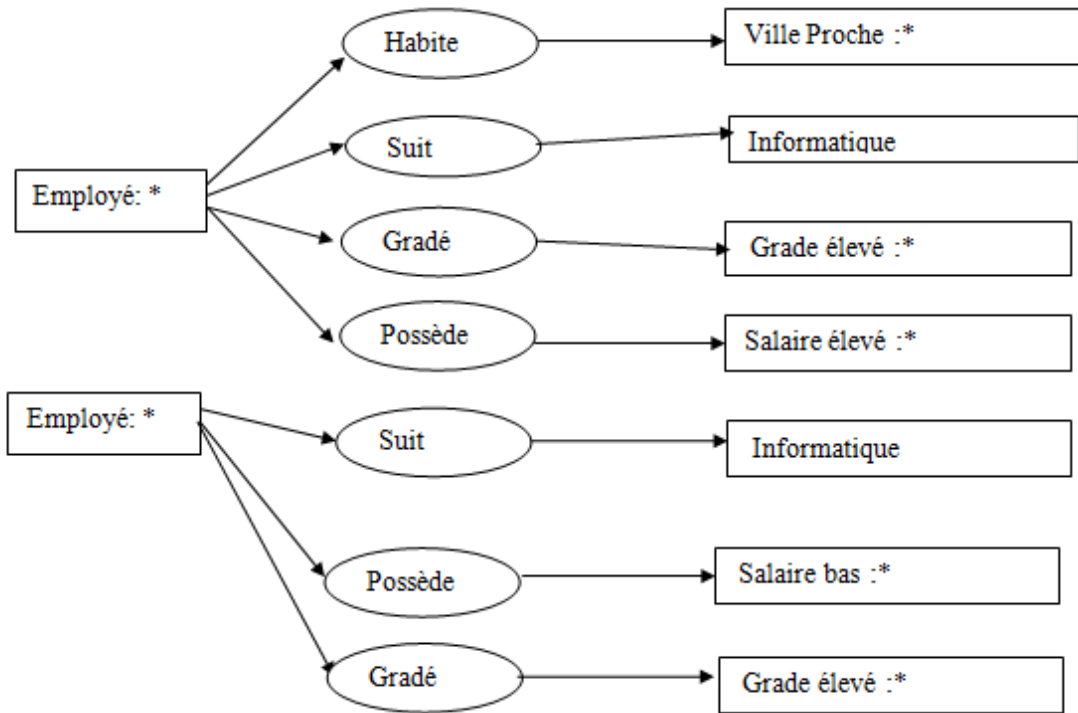 Habite
Ville Proche :*
Suit
Informatique
Employé: *
Gradé
Grade élevé :*
Possède
Salaire élevé :*
Employé: *
Suit
Informatique
Possède
Salaire bas :*
Gradé
Grade élevé :*